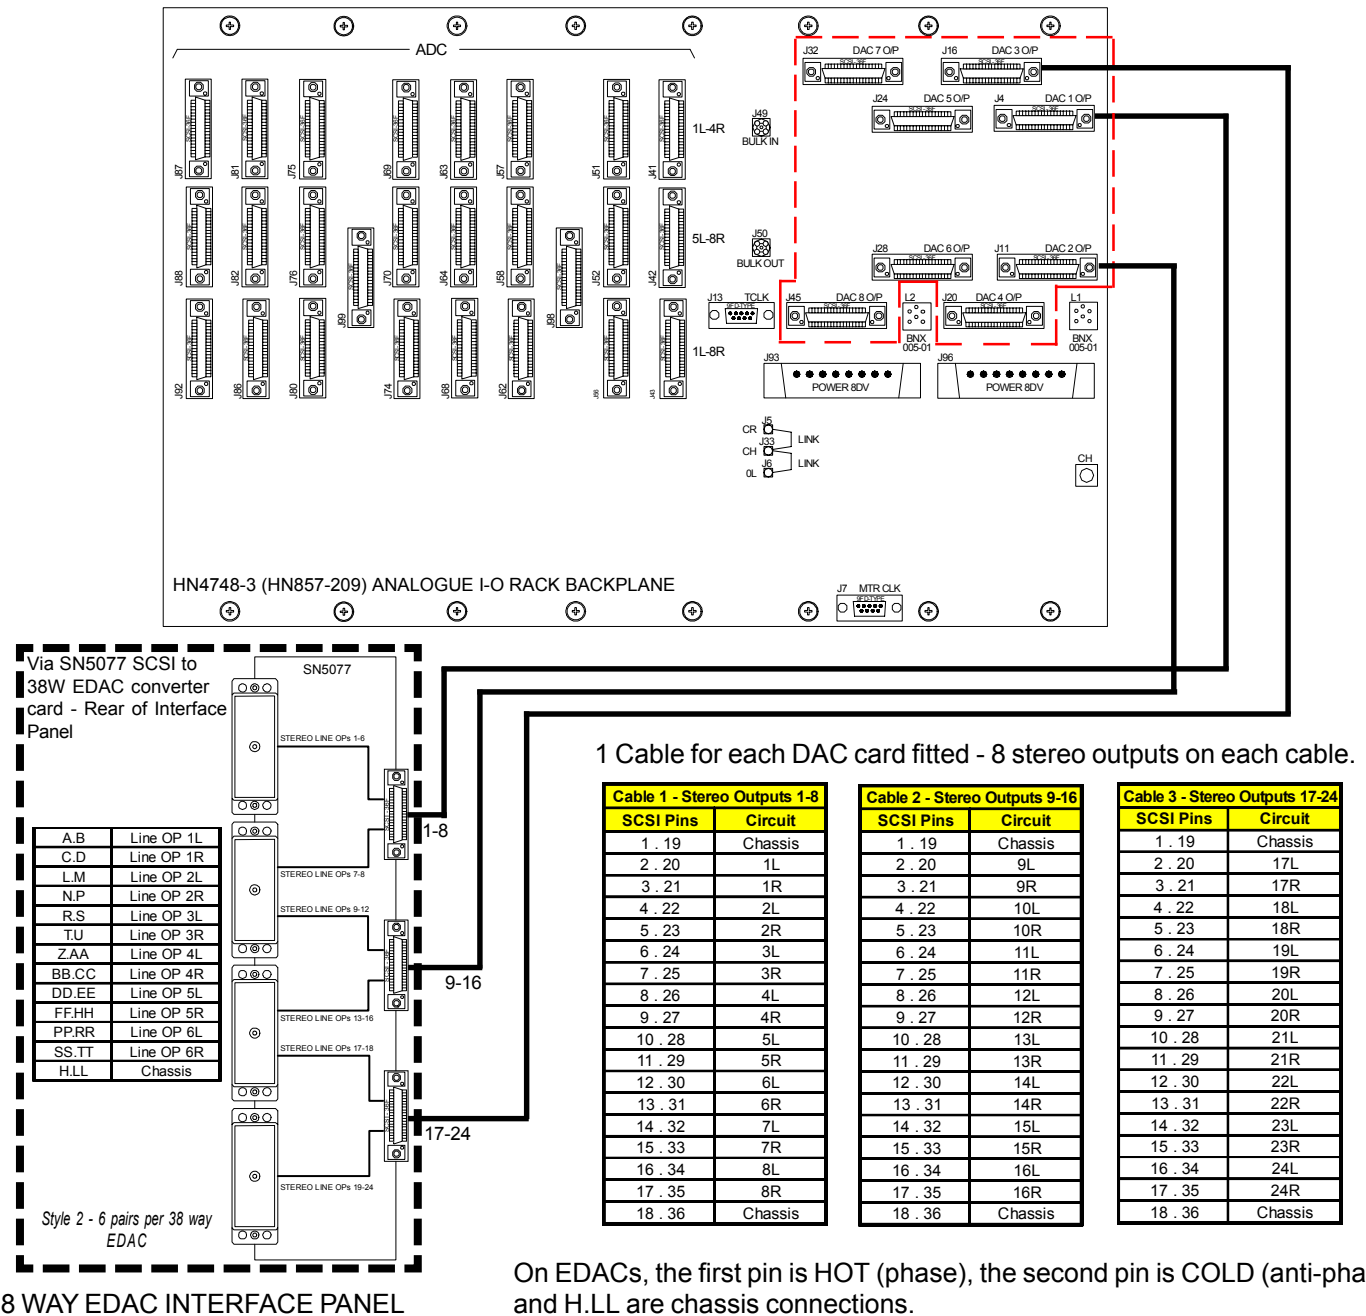 ADC
J32 DAC 7 O/P
SCSI-36F
J16 DAC 3 O/P
SCSI-36F
J24 DAC 5 O/P
SCSI-36F
J4 DAC 1 O/P
SCSI-36F
J87
J81
J75
J69
J63
J57
J51
J41
1L-4R
J49
BULK IN
J88
J82
J76
J70
J64
J58
J52
J42
5L-8R
J50
BULK OUT
J28 DAC 6 O/P
SCSI-36F
J11 DAC 2 O/P
SCSI-36F
J99
J98
J13 TCLK
9F D-TYPE
J45 DAC 8 O/P
SCSI-36F
L2
BNX
005-01
J20 DAC 4 O/P
SCSI-36F
L1
BNX
005-01
J92
J86
J80
J74
J68
J62
J56
J43
1L-8R
J93
POWER 8DV
J96
POWER 8DV
J5
CR
J33
CH
LINK
J6
0L
LINK
CH
HN4748-3 (HN857-209) ANALOGUE I-O RACK BACKPLANE
J7 MTR CLK
9F D-TYPE
Via SN5077 SCSI to
38W EDAC converter
card - Rear of Interface
Panel
SN5077
STEREO LINE OPs 1-6
STEREO LINE OPs 7-8
STEREO LINE OPs 9-12
STEREO LINE OPs 13-16
STEREO LINE OPs 17-18
STEREO LINE OPs 19-24
1-8
9-16
17-24
A.B Line OP 1L
C.D Line OP 1R
L.M Line OP 2L
N.P Line OP 2R
R.S Line OP 3L
T.U Line OP 3R
Z.AA Line OP 4L
BB.CC Line OP 4R
DD.EE Line OP 5L
FF.HH Line OP 5R
PP.RR Line OP 6L
SS.TT Line OP 6R
H.LL Chassis
Style 2 - 6 pairs per 38 way
EDAC
1 Cable for each DAC card fitted - 8 stereo outputs on each cable.
Cable 1 - Stereo Outputs 1-8
SCSI Pins Circuit
1 . 19 Chassis
2 . 20 1L
3 . 21 1R
4 . 22 2L
5 . 23 2R
6 . 24 3L
7 . 25 3R
8 . 26 4L
9 . 27 4R
10 . 28 5L
11 . 29 5R
12 . 30 6L
13 . 31 6R
14 . 32 7L
15 . 33 7R
16 . 34 8L
17 . 35 8R
18 . 36 Chassis
Cable 2 - Stereo Outputs 9-16
SCSI Pins Circuit
1 . 19 Chassis
2 . 20 9L
3 . 21 9R
4 . 22 10L
5 . 23 10R
6 . 24 11L
7 . 25 11R
8 . 26 12L
9 . 27 12R
10 . 28 13L
11 . 29 13R
12 . 30 14L
13 . 31 14R
14 . 32 15L
15 . 33 15R
16 . 34 16L
17 . 35 16R
18 . 36 Chassis
Cable 3 - Stereo Outputs 17-24
SCSI Pins Circuit
1 . 19 Chassis
2 . 20 17L
3 . 21 17R
4 . 22 18L
5 . 23 18R
6 . 24 19L
7 . 25 19R
8 . 26 20L
9 . 27 20R
10 . 28 21L
11 . 29 21R
12 . 30 22L
13 . 31 22R
14 . 32 23L
15 . 33 23R
16 . 34 24L
17 . 35 24R
18 . 36 Chassis
On EDACs, the first pin is HOT (phase), the second pin is COLD (anti-pha
and H.LL are chassis connections.
8 WAY EDAC INTERFACE PANEL